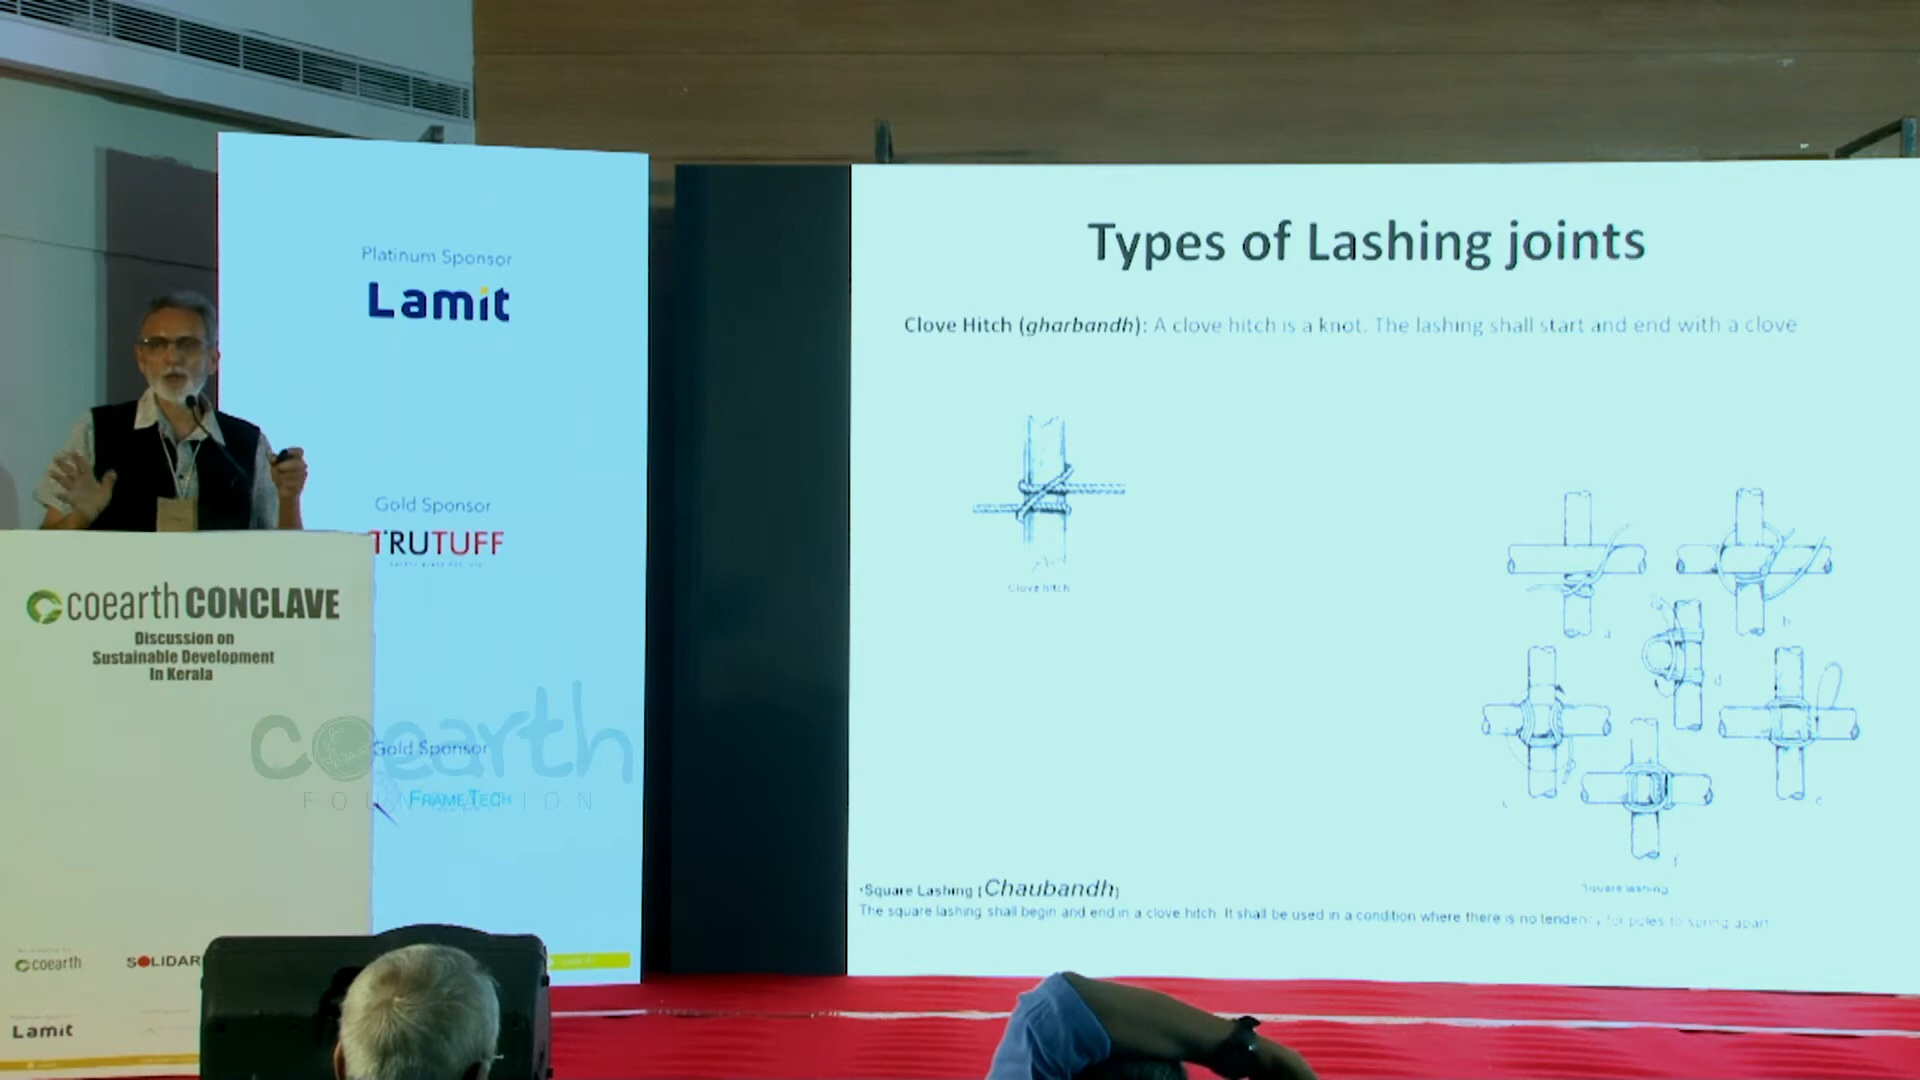 Platinum Sponsor
Lamit
Gold Sponsor
TRUTUFF
Gold Sponsor
FRAMETECH
coearth
FOUNDATION
coearth CONCLAVE
Discussion on
Sustainable Development
In Kerala
coearth
SOLIDAR
Lamit
Types of Lashing joints
Clove Hitch (gharbandh): A clove hitch is a knot. The lashing shall start and end with a clove
Clove hitch
Square lashing
•Square Lashing (Chaubandh)
The square lashing shall begin and end in a clove hitch. It shall be used in a condition where there is no tendency for poles to spring apart